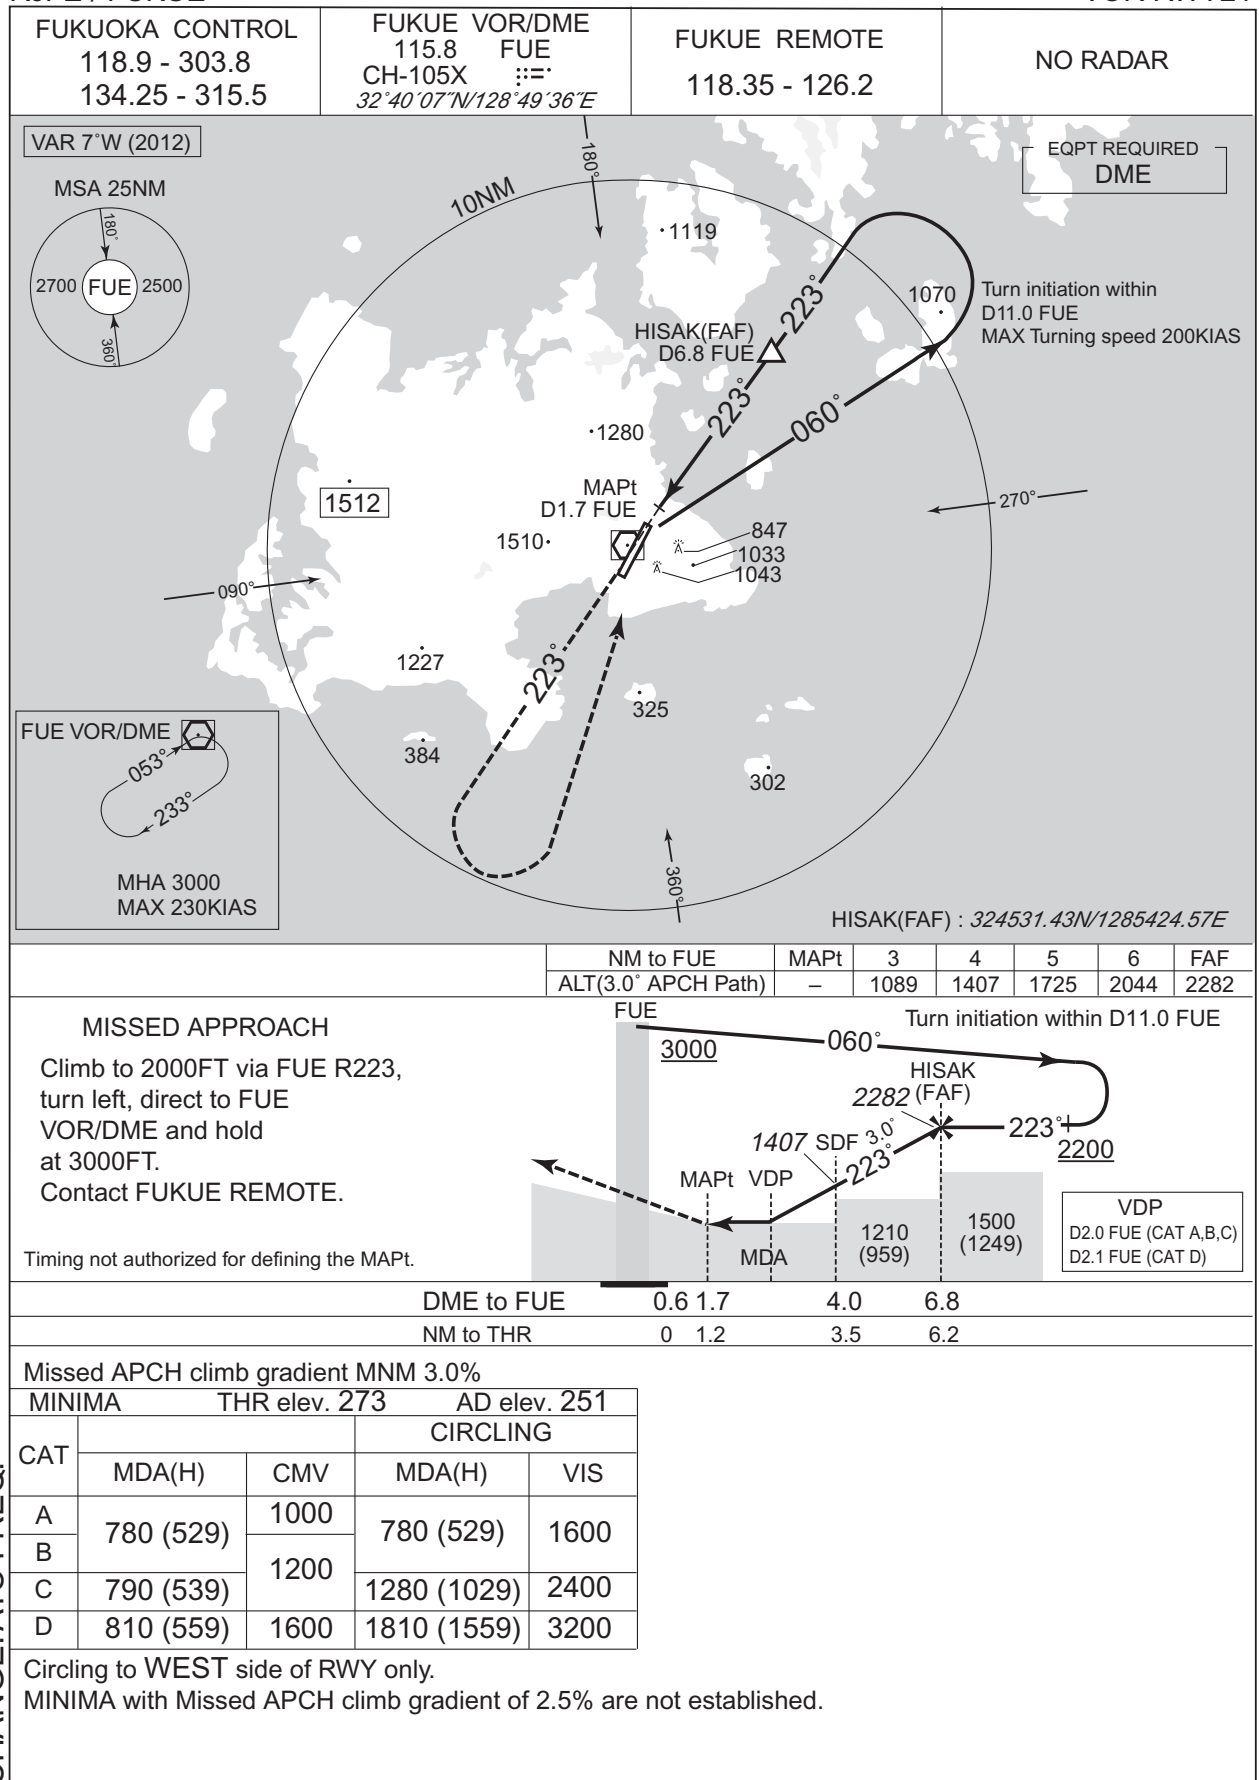 FUKUOKA CONTROL
118.9 - 303.8
134.25 - 315.5
FUKUE VOR/DME
115.8 FUE
CH-105X
32˚40´07˝N/128˚49´36˝E
FUKUE REMOTE
118.35 - 126.2
NO RADAR
VAR 7˚W (2012)
EQPT REQUIRED
DME
MSA 25NM
180˚
2700 FUE 2500
360˚
10NM
180˚
1119
223˚
1070
Turn initiation within
D11.0 FUE
MAX Turning speed 200KIAS
HISAK(FAF)
D6.8 FUE
223˚
060˚
1280
MAPt
D1.7 FUE
1512
270˚
1510
847
1033
1043
090˚
1227
223˚
325
384
302
360˚
FUE VOR/DME
053˚
233˚
MHA 3000
MAX 230KIAS
HISAK(FAF) : 324531.43N/1285424.57E
NM to FUE MAPt 3 4 5 6 FAF
ALT(3.0˚ APCH Path) – 1089 1407 1725 2044 2282
MISSED APPROACH
Climb to 2000FT via FUE R223,
turn left, direct to FUE
VOR/DME and hold
at 3000FT.
Contact FUKUE REMOTE.
Timing not authorized for defining the MAPt.
FUE
Turn initiation within D11.0 FUE
3000
060˚
HISAK
(FAF)
2282
223˚
2200
1407 SDF 3.0˚
223˚
MAPt VDP
MDA
1210
(959)
1500
(1249)
VDP
D2.0 FUE (CAT A,B,C)
D2.1 FUE (CAT D)
DME to FUE 0.6 1.7 4.0 6.8
NM to THR 0 1.2 3.5 6.2
Missed APCH climb gradient MNM 3.0%
MINIMA THR elev. 273 AD elev. 251
CAT CIRCLING
MDA(H) CMV MDA(H) VIS
A 780 (529) 1000 780 (529) 1600
B 1200
C 790 (539) 1280 (1029) 2400
D 810 (559) 1600 1810 (1559) 3200
Circling to WEST side of RWY only.
MINIMA with Missed APCH climb gradient of 2.5% are not established.